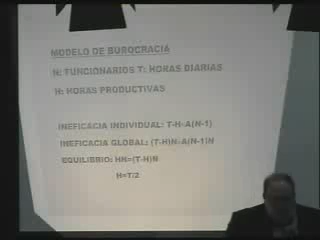 MODELO DE BUROCRACIA
N: FUNCIONARIOS T: HORAS DIARIAS
H: HORAS PRODUCTIVAS
INEFICACIA INDIVIDUAL: T-H=A(N-1)
INEFICACIA GLOBAL: (T-H)N=A(N-1)N
EQUILIBRIO: HN=(T-H)N
H=T/2